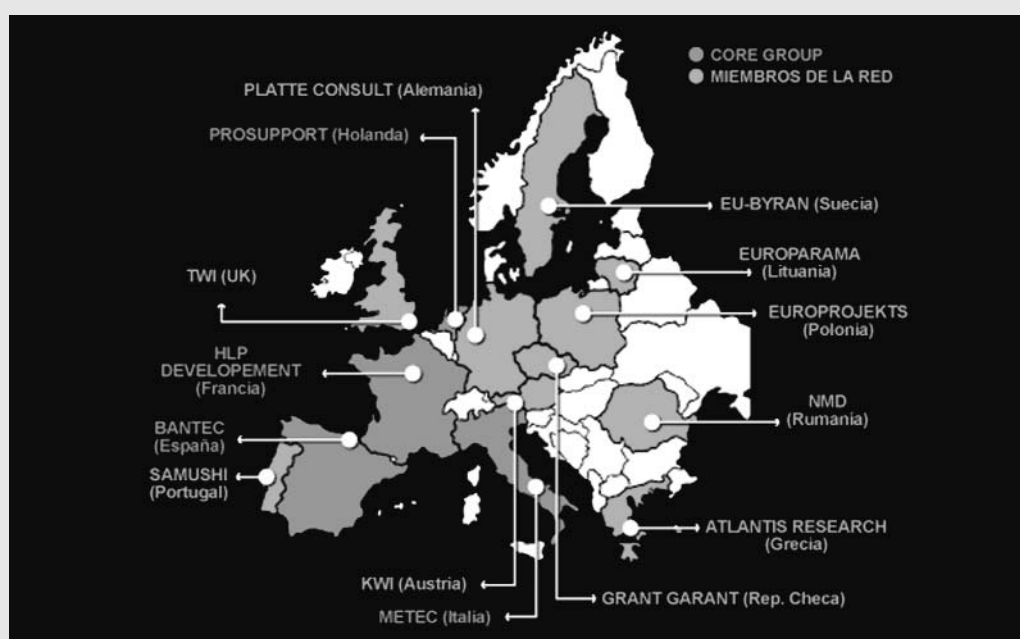 CORE GROUP
MIEMBROS DE LA RED
PLATTE CONSULT (Alemania)
PROSUPPORT (Holanda)
EU-BYRAN (Suecia)
EUROPARAMA
(Lituania)
TWI (UK)
EUROPROJEKTS
(Polonia)
HLP
DEVELOPEMENT
(Francia)
NMD
(Rumania)
BANTEC
(España)
SAMUSHI
(Portugal)
ATLANTIS RESEARCH
(Grecia)
KWI (Austria)
GRANT GARANT (Rep. Checa)
METEC (Italia)